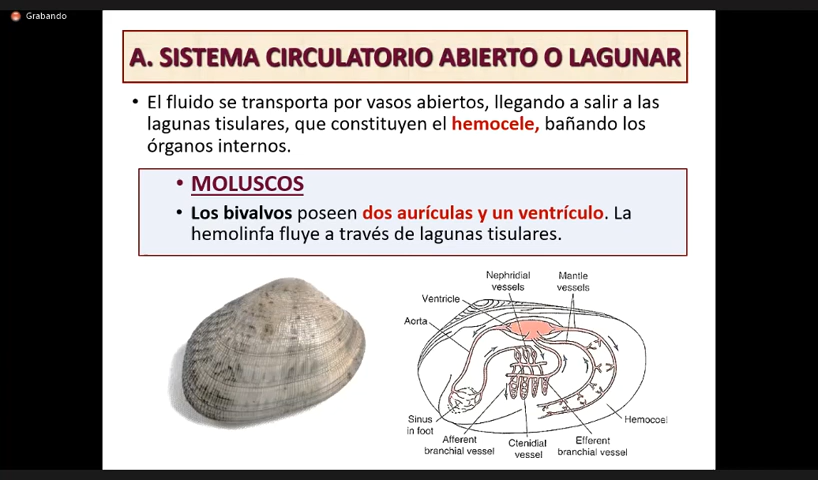 Grabando
A. SISTEMA CIRCULATORIO ABIERTO O LAGUNAR
• El fluido se transporta por vasos abiertos, llegando a salir a las
lagunas tisulares, que constituyen el hemocele, bañando los
órganos internos.
• MOLUSCOS
• Los bivalvos poseen dos aurículas y un ventrículo. La
hemolinfa fluye a través de lagunas tisulares.
Nephridial
vessels
Mantle
vessels
Ventricle
Aorta
Sinus
in foot
Afferent
branchial vessel
Ctenidial
vessel
Efferent
branchial vessel
Hemocoel